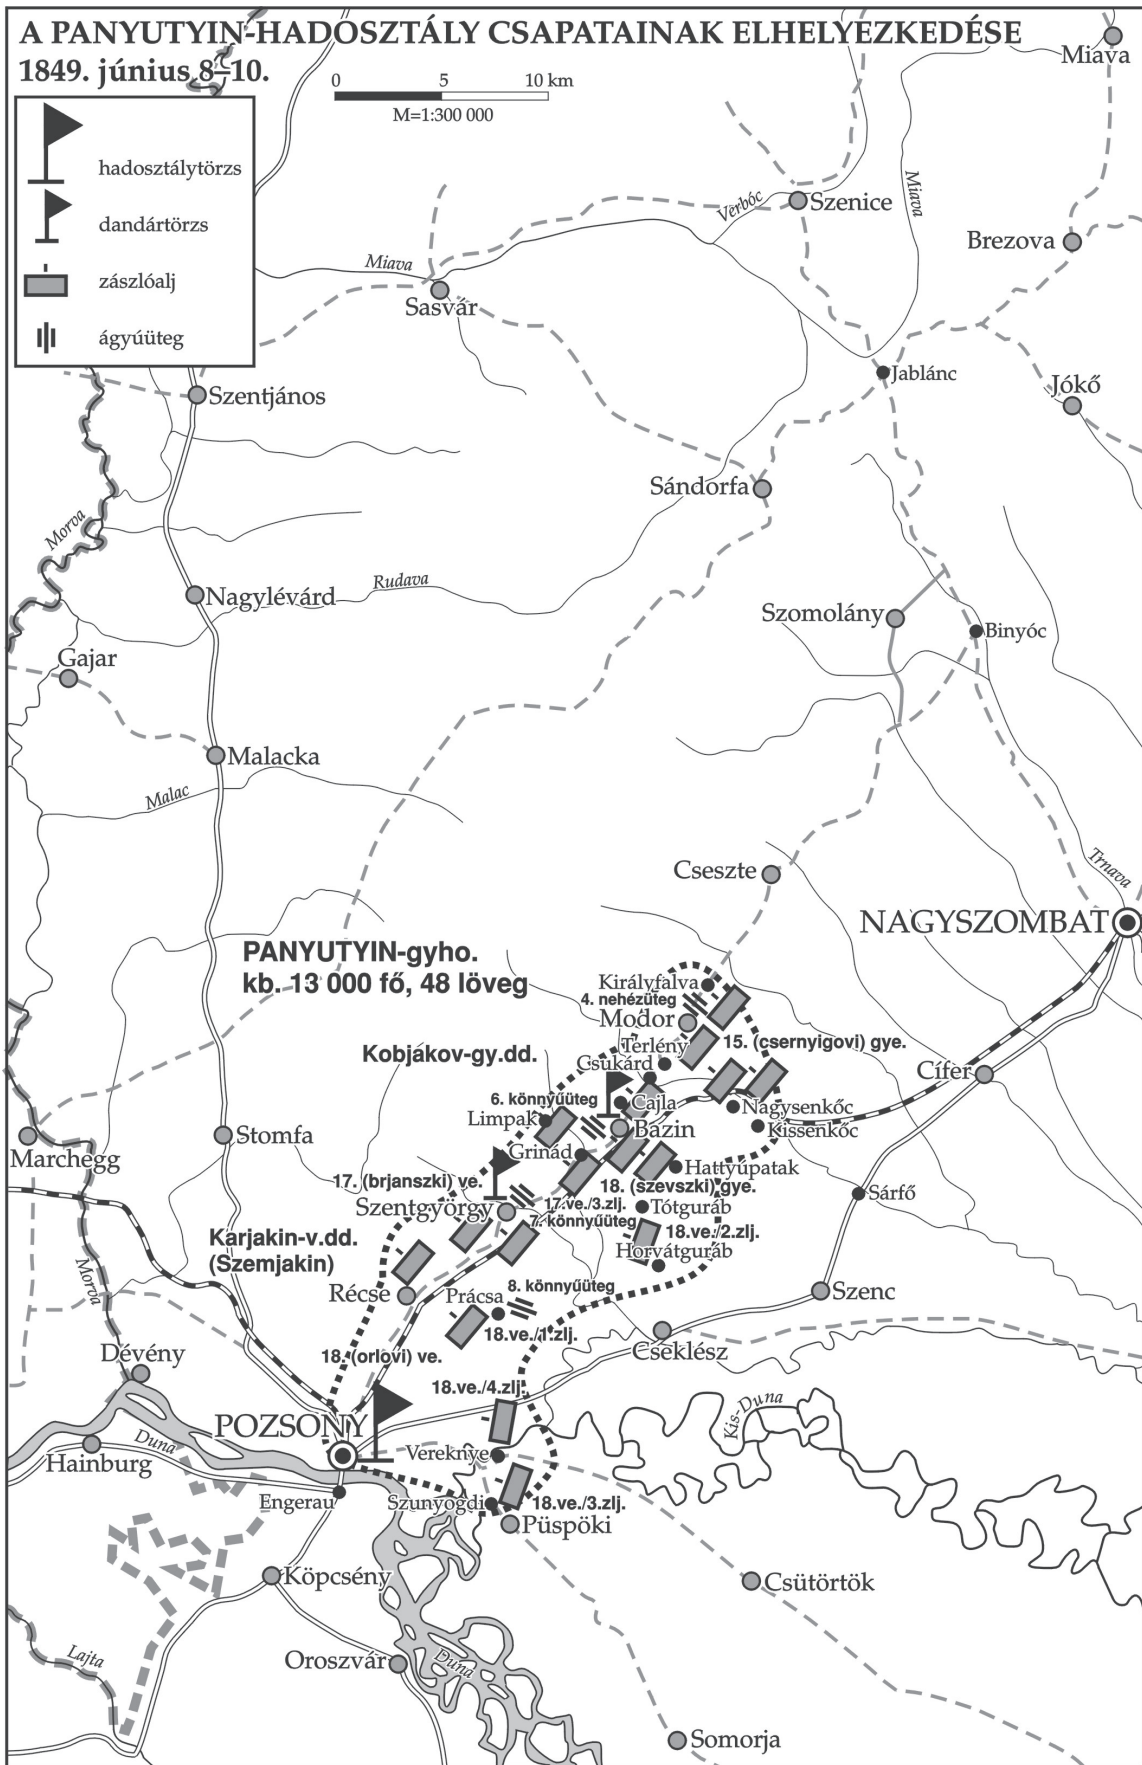 A PANYUTYIN-HADOSZTÁLY CSAPATAINAK ELHELYEZKEDÉSE
1849. június 8–10.
0 5 10 km
M=1:300 000
hadosztálytörzs
dandártörzs
zászlóalj
ágyúüteg
Miava
Verbóc
Szenice
Miava
Brezova
Miava
Sasvár
Jablánc
Jókő
Szentjános
Sándorfa
Morva
Rudava
Nagylévárd
Szomolány
Binyóc
Gajar
Malacka
Malac
Cseszte
Trnava
NAGYSZOMBAT
PANYUTYIN-gyho.
kb. 13 000 fő, 48 löveg
Királyfalva
4. nehézüteg
Modor
15. (csernyigovi) gye.
Terlény
Kobjákov-gy.dd.
Csukárd
Cífer
6. könnyűüteg
Cajla
Nagysenkőc
Limpak
Bazin
Kissenkőc
Stomfa
Marchegg
Grinád
Hattyúpatak
17. (brjanszki) ve.
18. (szevszki) gye.
Sárfő
17.ve./3.zlj.
Tótguráb
Szentgyörgy
7. könnyűüteg
18.ve./2.zlj.
Karjakin-v.dd.
(Szemjakin)
Horvátguráb
Morva
Récse
Prácsa
8. könnyűüteg
Szenc
18.ve./1.zlj.
Cseklész
18. (orlovi) ve.
Dévény
18.ve./4.zlj.
Kis-Duna
POZSONY
Duna
Hainburg
Vereknye
Engerau
Szunyogdi
18.ve./3.zlj.
Püspöki
Köpcsény
Csütörtök
Lajta
Oroszvár
Duna
Somorja